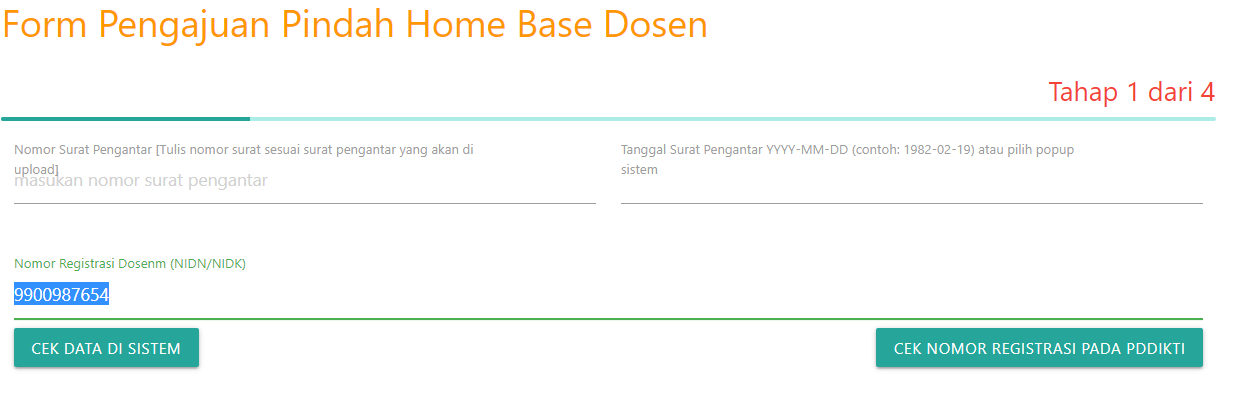 Form Pengajuan Pindah Home Base Dosen
Tahap 1 dari 4
Nomor Surat Pengantar [Tulis nomor surat sesuai surat pengantar yang akan di
upload]
masukan nomor surat pengantar
Tanggal Surat Pengantar YYYY-MM-DD (contoh: 1982-02-19) atau pilih popup
sistem
Nomor Registrasi Dosenm (NIDN/NIDK)
9900987654
CEK DATA DI SISTEM
CEK NOMOR REGISTRASI PADA PDDIKTI